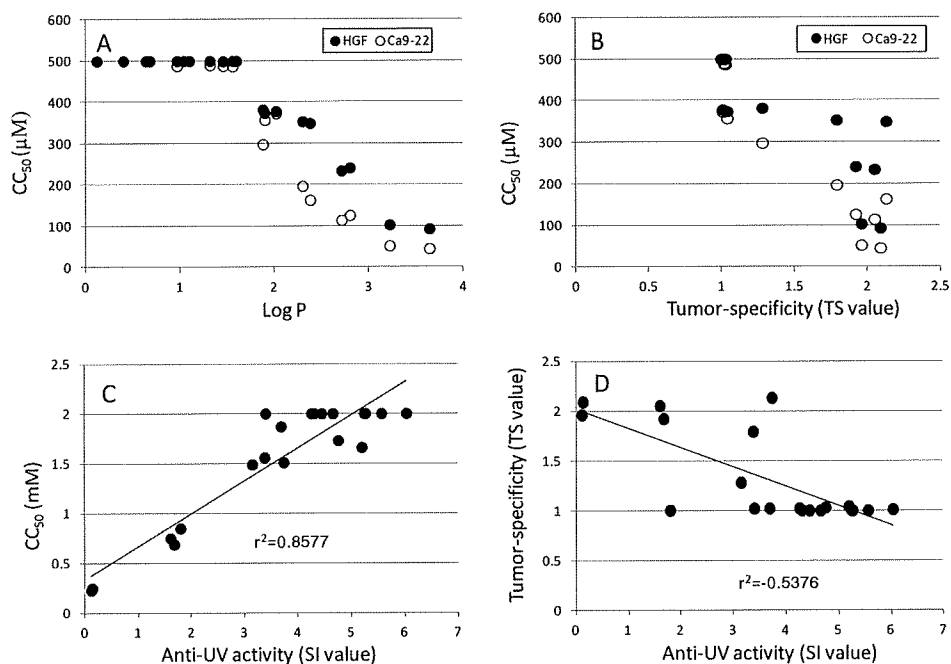 A
HGF Ca9-22
600
500
400
300
200
100
0
CC50 (μM)
0 1 2 3 4
Log P
B
HGF Ca9-22
600
500
400
300
200
100
0
CC50 (μM)
0 0.5 1 1.5 2 2.5
Tumor-specificity (TS value)
C
2.5
2
1.5
1
0.5
0
CC50 (mM)
r²=0.8577
0 1 2 3 4 5 6 7
Anti-UV activity (SI value)
D
2.5
2
1.5
1
0.5
0
Tumor-specificity (TS value)
r²=-0.5376
0 1 2 3 4 5 6 7
Anti-UV activity (SI value)